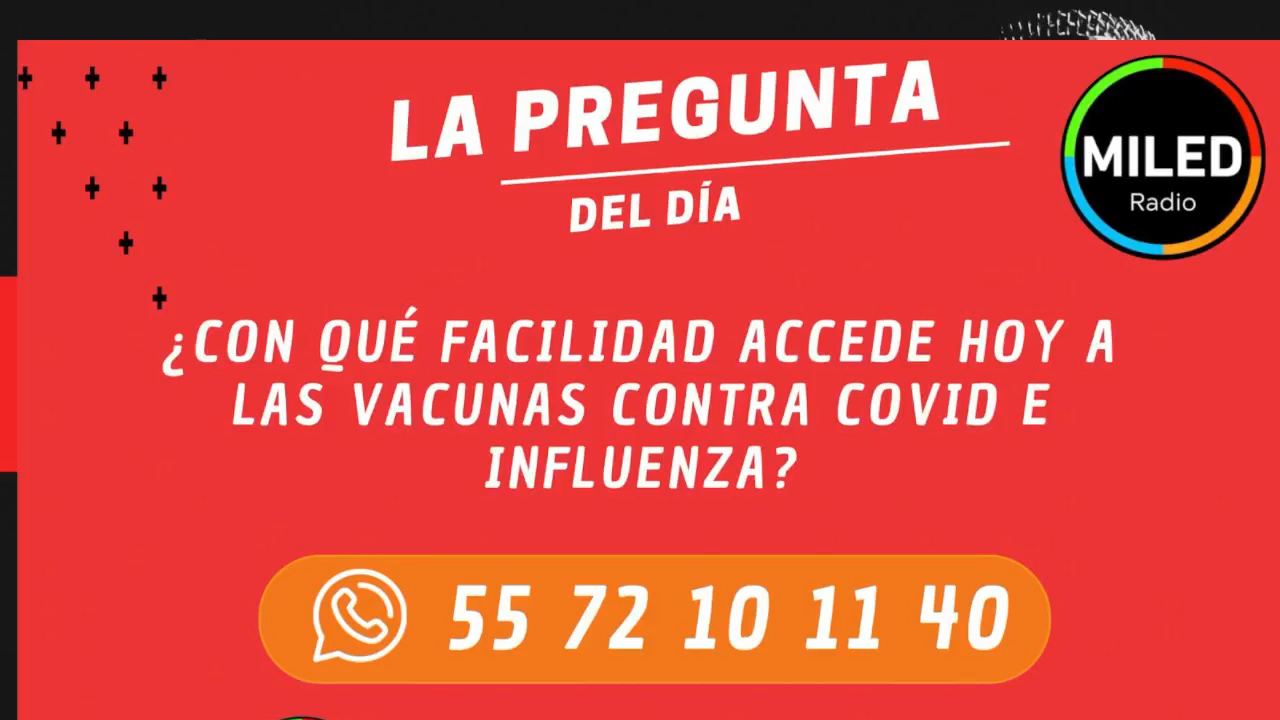 LA PREGUNTA
DEL DÍA
MILED
Radio
¿CON QUÉ FACILIDAD ACCEDE HOY A
LAS VACUNAS CONTRA COVID E
INFLUENZA?
55 72 10 11 40